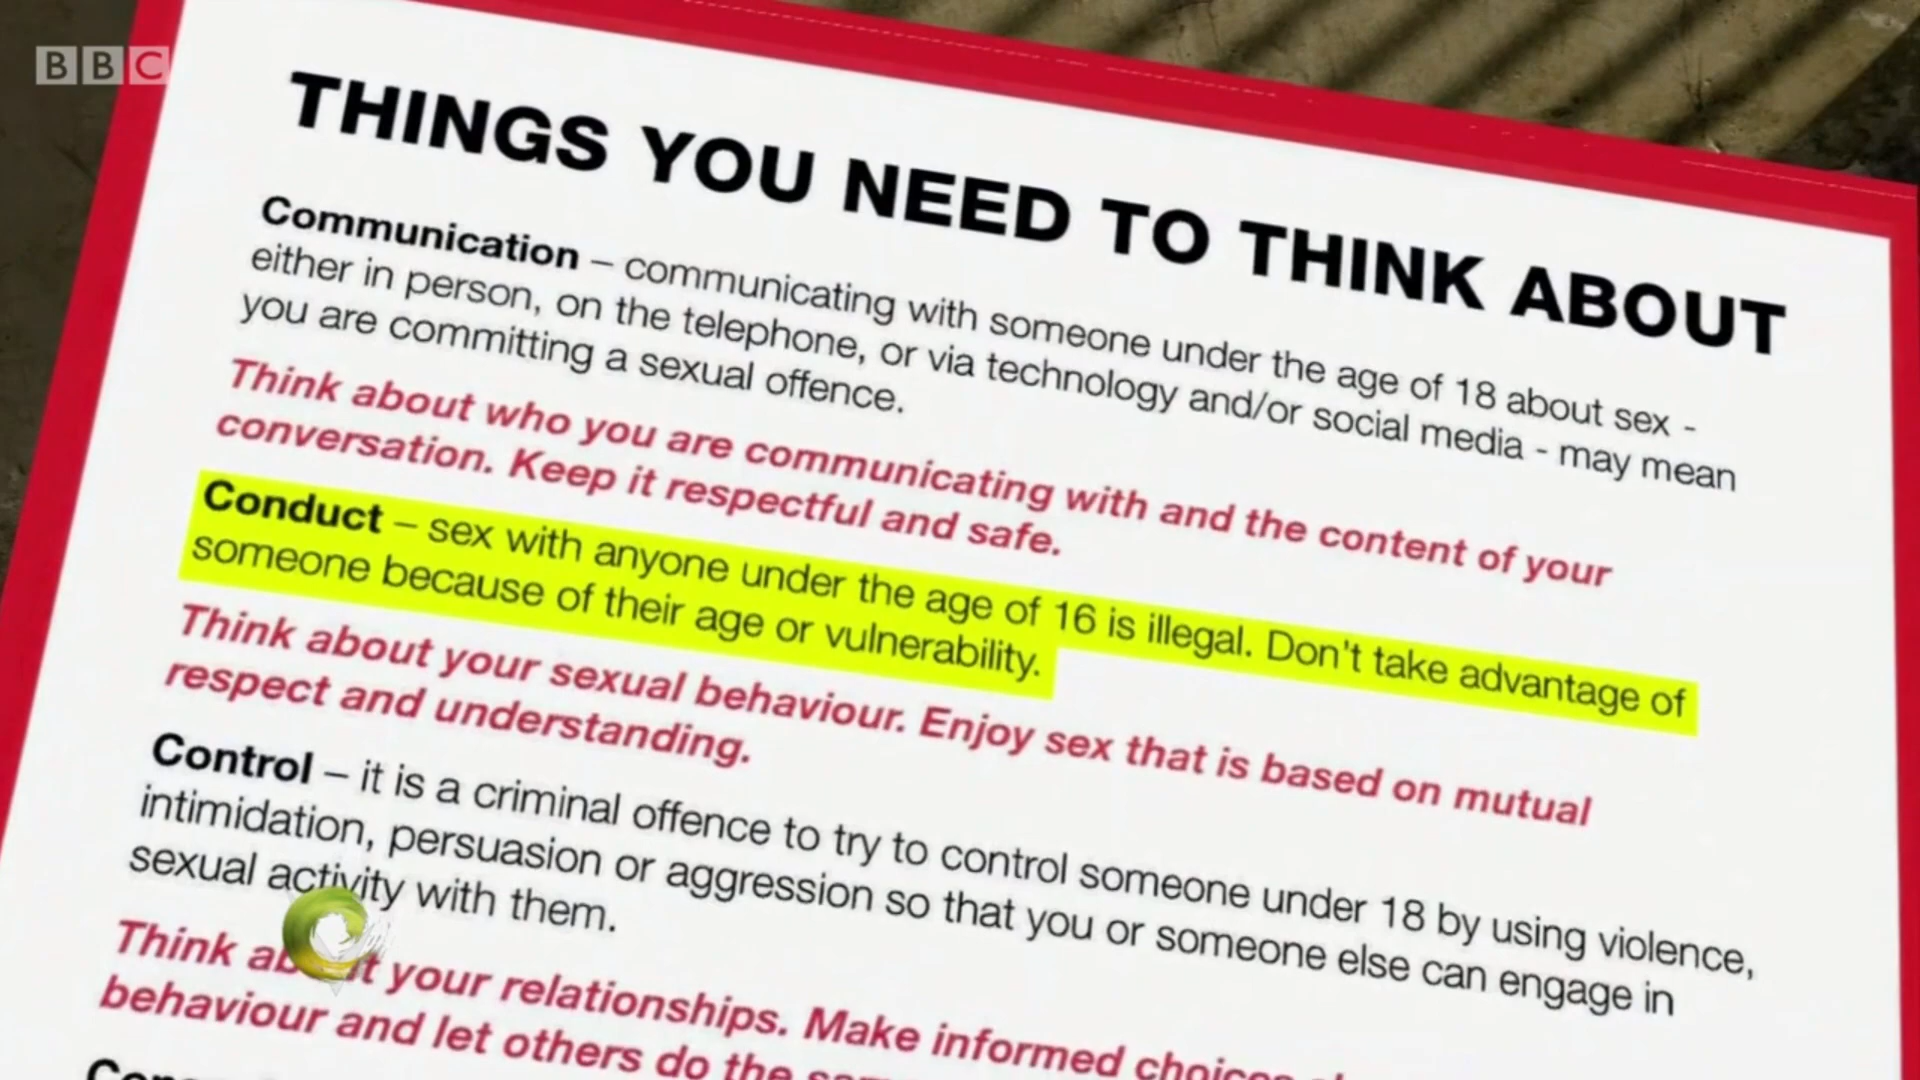 BBC
THINGS YOU NEED TO THINK ABOUT
Communication – communicating with someone under the age of 18 about sex -
either in person, on the telephone, or via technology and/or social media - may mean
you are committing a sexual offence.
Think about who you are communicating with and the content of your
conversation. Keep it respectful and safe.
Conduct – sex with anyone under the age of 16 is illegal. Don't take advantage of
someone because of their age or vulnerability.
Think about your sexual behaviour. Enjoy sex that is based on mutual
respect and understanding.
Control – it is a criminal offence to try to control someone under 18 by using violence,
intimidation, persuasion or aggression so that you or someone else can engage in
sexual activity with them.
Think about your relationships. Make informed choices
behaviour and let others do the